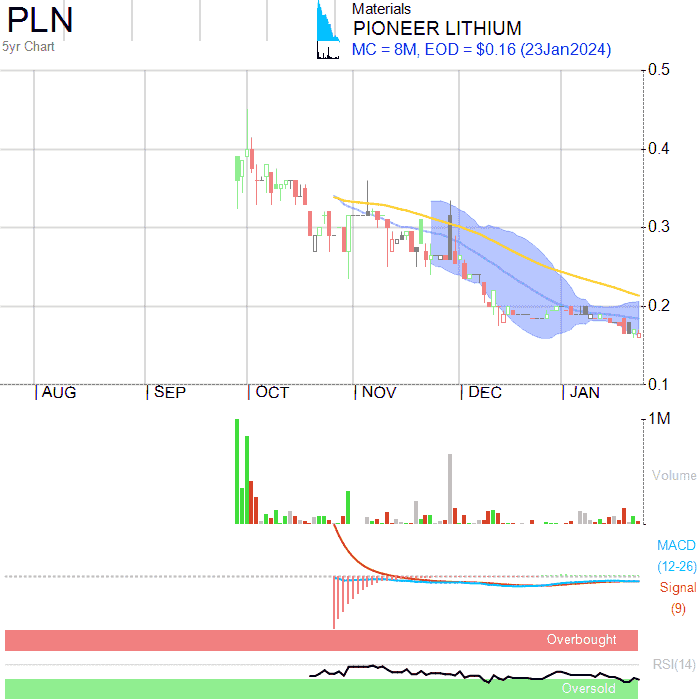 PLN
5yr Chart
Materials
PIONEER LITHIUM
MC = 8M, EOD = $0.16 (23Jan2024)
0.5
0.4
0.3
0.2
0.1
AUG
SEP
OCT
NOV
DEC
JAN
1M
Volume
MACD
(12-26)
Signal
(9)
Overbought
RSI(14)
Oversold